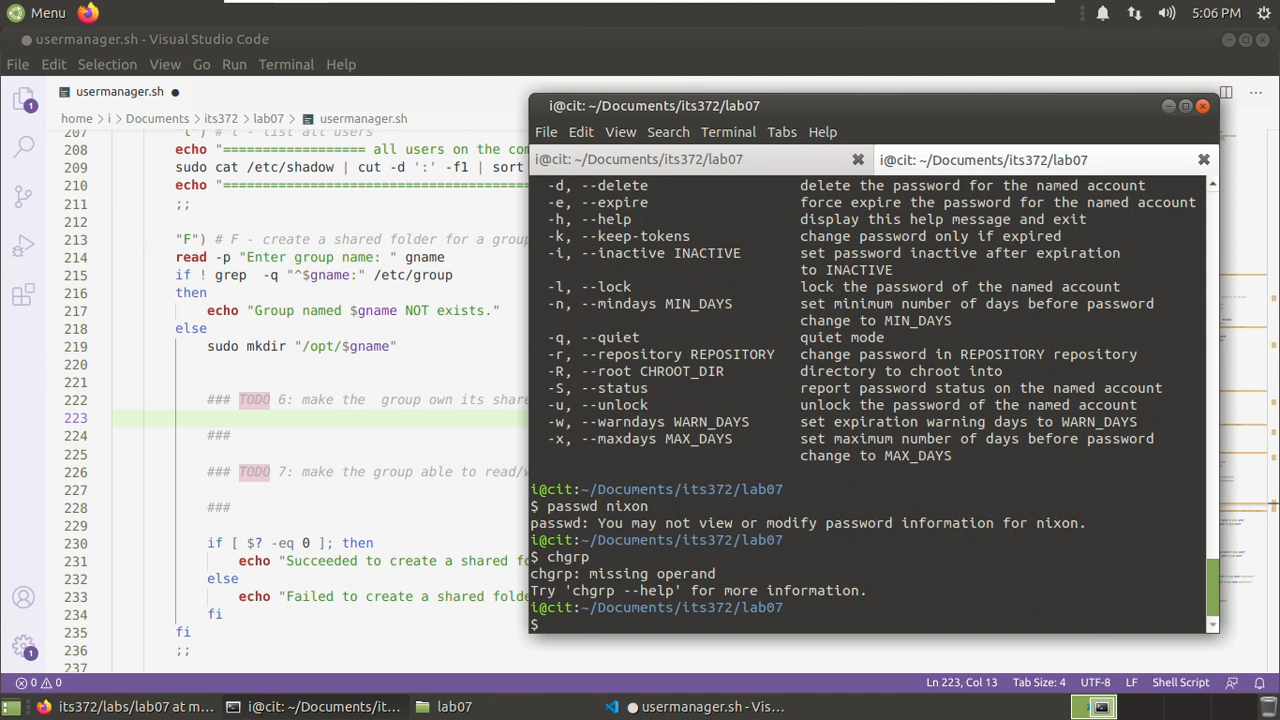 Menu 5:06 PM
usermanager.sh - Visual Studio Code
File Edit Selection View Go Run Terminal Help
usermanager.sh
home > i > Documents > its372 > lab07 > usermanager.sh
207 "l") # l - list all users
208 echo "================== all users on the com
209 sudo cat /etc/shadow | cut -d ':' -f1 | sort
210 echo "=======================================
211 ;;
212
213 "F") # F - create a shared folder for a group
214 read -p "Enter group name: " gname
215 if ! grep  -q "^$gname:" /etc/group
216 then
217 echo "Group named $gname NOT exists."
218 else
219 sudo mkdir "/opt/$gname"
220
221
222 ### TODO 6: make the  group own its share
223
224 ###
225
226 ### TODO 7: make the group able to read/w
227
228 ###
229
230 if [ $? -eq 0 ]; then
231 echo "Succeeded to create a shared fo
232 else
233 echo "Failed to create a shared folde
234 fi
235 fi
236 ;;
237
1
1
i@cit: ~/Documents/its372/lab07
File Edit View Search Terminal Tabs Help
i@cit: ~/Documents/its372/lab07 i@cit: ~/Documents/its372/lab07
-d, --delete delete the password for the named account
-e, --expire force expire the password for the named account
-h, --help display this help message and exit
-k, --keep-tokens change password only if expired
-i, --inactive INACTIVE set password inactive after expiration
to INACTIVE
-l, --lock lock the password of the named account
-n, --mindays MIN_DAYS set minimum number of days before password
change to MIN_DAYS
-q, --quiet quiet mode
-r, --repository REPOSITORY change password in REPOSITORY repository
-R, --root CHROOT_DIR directory to chroot into
-S, --status report password status on the named account
-u, --unlock unlock the password of the named account
-w, --warndays WARN_DAYS set expiration warning days to WARN_DAYS
-x, --maxdays MAX_DAYS set maximum number of days before password
change to MAX_DAYS
i@cit:~/Documents/its372/lab07
$ passwd nixon
passwd: You may not view or modify password information for nixon.
i@cit:~/Documents/its372/lab07
$ chgrp
chgrp: missing operand
Try 'chgrp --help' for more information.
i@cit:~/Documents/its372/lab07
$
0 0 Ln 223, Col 13 Tab Size: 4 UTF-8 LF Shell Script
its372/labs/lab07 at m... i@cit: ~/Documents/it... lab07 usermanager.sh - Vis...